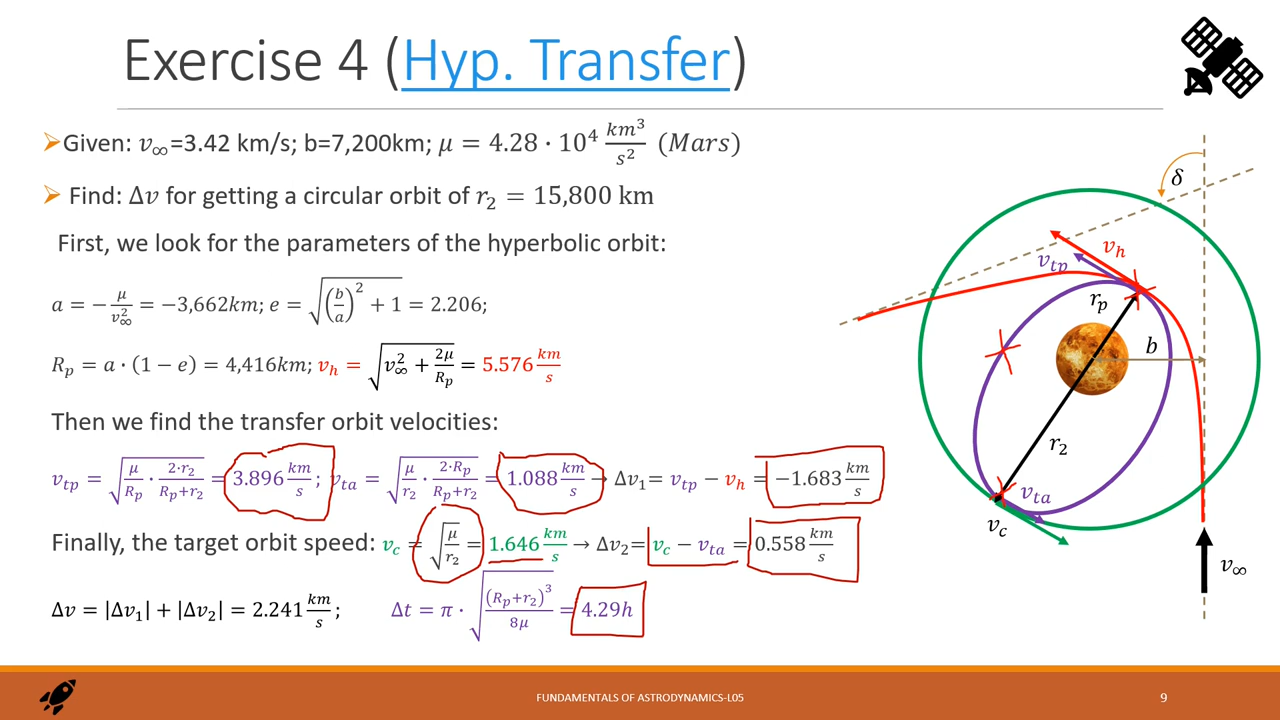 Exercise 4 (Hyp. Transfer)
➢Given: v∞=3.42 km/s; b=7,200km; μ = 4.28 · 10⁴ km³/s² (Mars)
➢ Find: Δv for getting a circular orbit of r₂ = 15,800 km
First, we look for the parameters of the hyperbolic orbit:
a = −μ/v∞² = −3,662km; e = √((b/a)² + 1) = 2.206;
Rₚ = a · (1 − e) = 4,416km; vₕ = √(v∞² + 2μ/Rₚ) = 5.576 km/s
Then we find the transfer orbit velocities:
vₜₚ = √(μ/Rₚ · 2·r₂/(Rₚ+r₂)) = 3.896 km/s; vₜₐ = √(μ/r₂ · 2·Rₚ/(Rₚ+r₂)) = 1.088 km/s → Δv₁= vₜₚ − vₕ = −1.683 km/s
Finally, the target orbit speed: v_c = √(μ/r₂) = 1.646 km/s → Δv₂= v_c − vₜₐ = 0.558 km/s
Δv = |Δv₁| + |Δv₂| = 2.241 km/s; Δt = π · √((Rₚ+r₂)³/8μ) = 4.29h
δ
vₕ
vₜₚ
rₚ
b
r₂
vₜₐ
v_c
v∞
FUNDAMENTALS OF ASTRODYNAMICS-L05
9